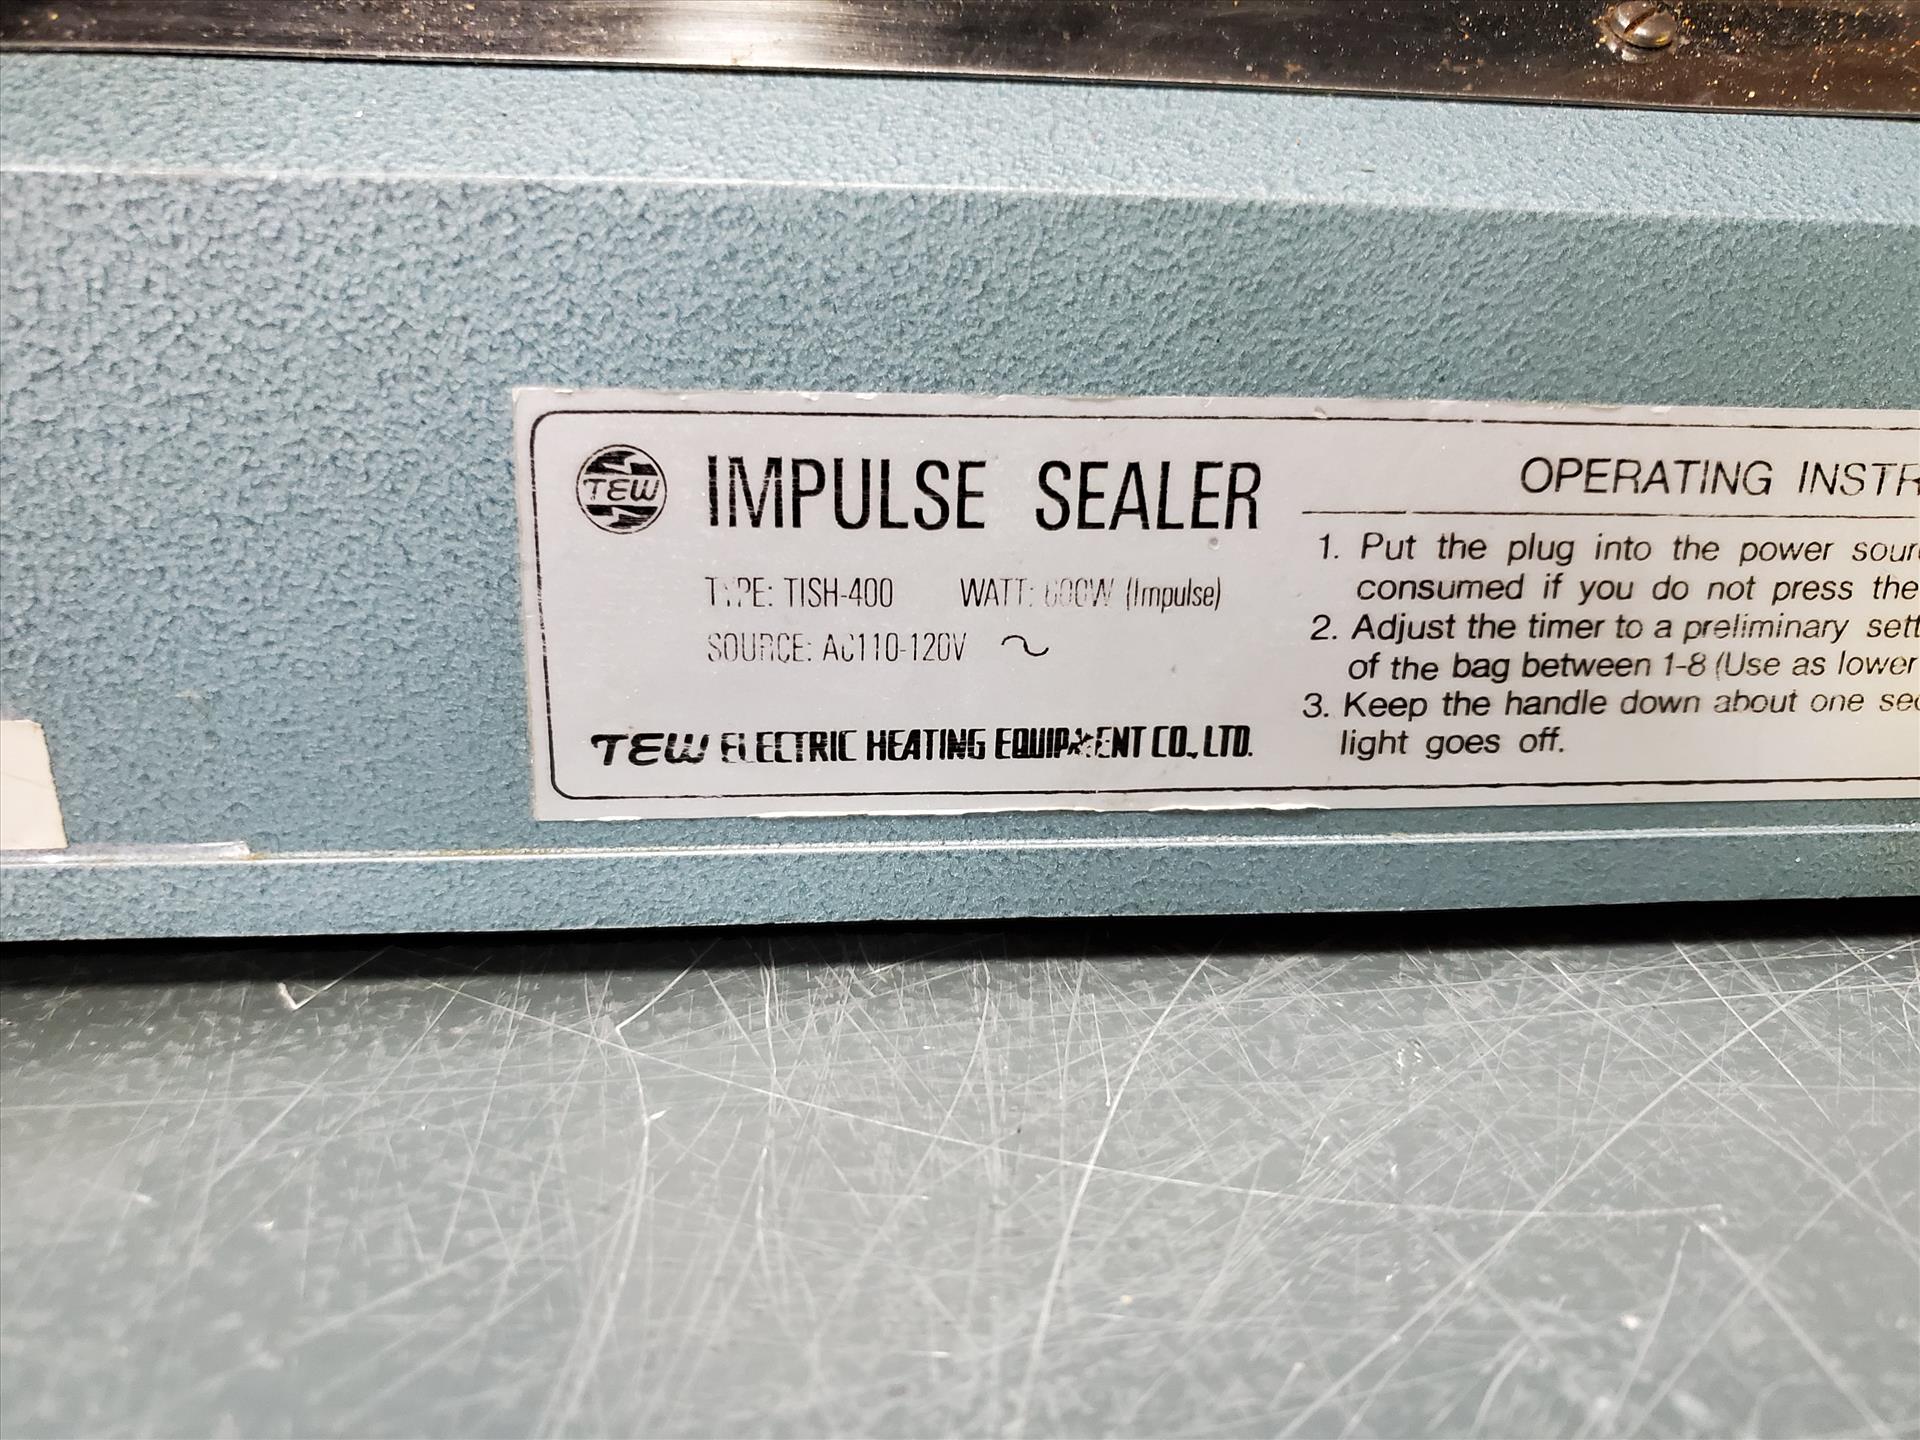 TEW
IMPULSE SEALER
TYPE: TISH-400 WATT: 600W (Impulse)
SOURCE: AC110-120V ~
TEW ELECTRIC HEATING EQUIPMENT CO., LTD.
OPERATING INSTR
1. Put the plug into the power sour
consumed if you do not press the
2. Adjust the timer to a preliminary sett
of the bag between 1-8 (Use as lower
3. Keep the handle down about one sec
light goes off.